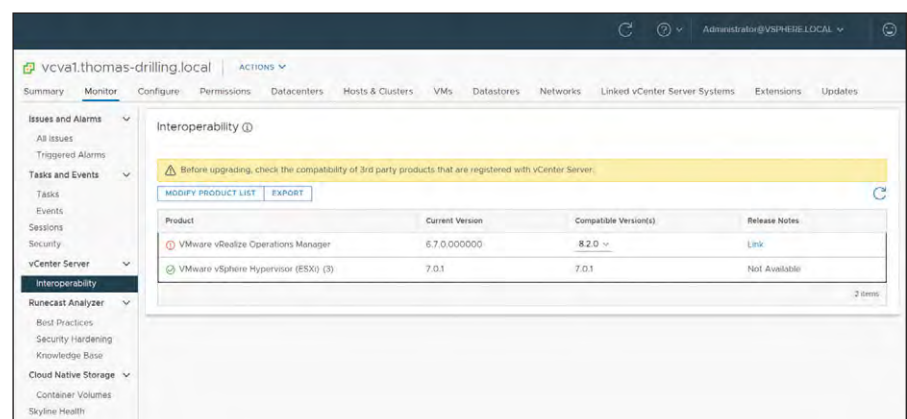 Administrator@VSPHERE.LOCAL
vcva1.thomas-drilling.local ACTIONS
Summary Monitor Configure Permissions Datacenters Hosts & Clusters VMs Datastores Networks Linked vCenter Server Systems Extensions Updates
Issues and Alarms
All Issues
Triggered Alarms
Tasks and Events
Tasks
Events
Sessions
Security
vCenter Server
Interoperability
Runecast Analyzer
Best Practices
Security Hardening
Knowledge Base
Cloud Native Storage
Container Volumes
Skyline Health
Interoperability
Before upgrading, check the compatibility of 3rd party products that are registered with vCenter Server.
MODIFY PRODUCT LIST EXPORT
Product Current Version Compatible Version(s) Release Notes
VMware vRealize Operations Manager 6.7.0.000000 8.2.0 Link
VMware vSphere Hypervisor (ESXi) (3) 7.0.1 7.0.1 Not Available
2 items